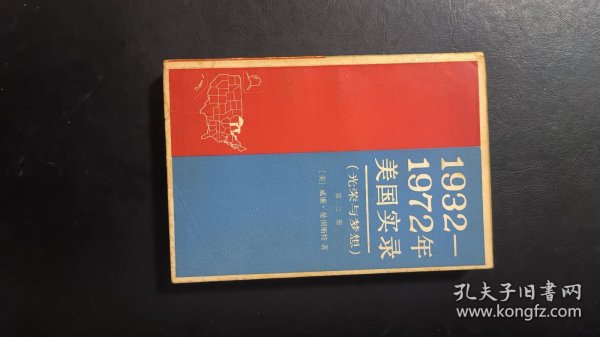 1932—
1972年
美国实录
(光荣与梦想)
第三册
〔美〕威廉·曼彻斯特 著
孔夫子旧书网
www.kongfz.com